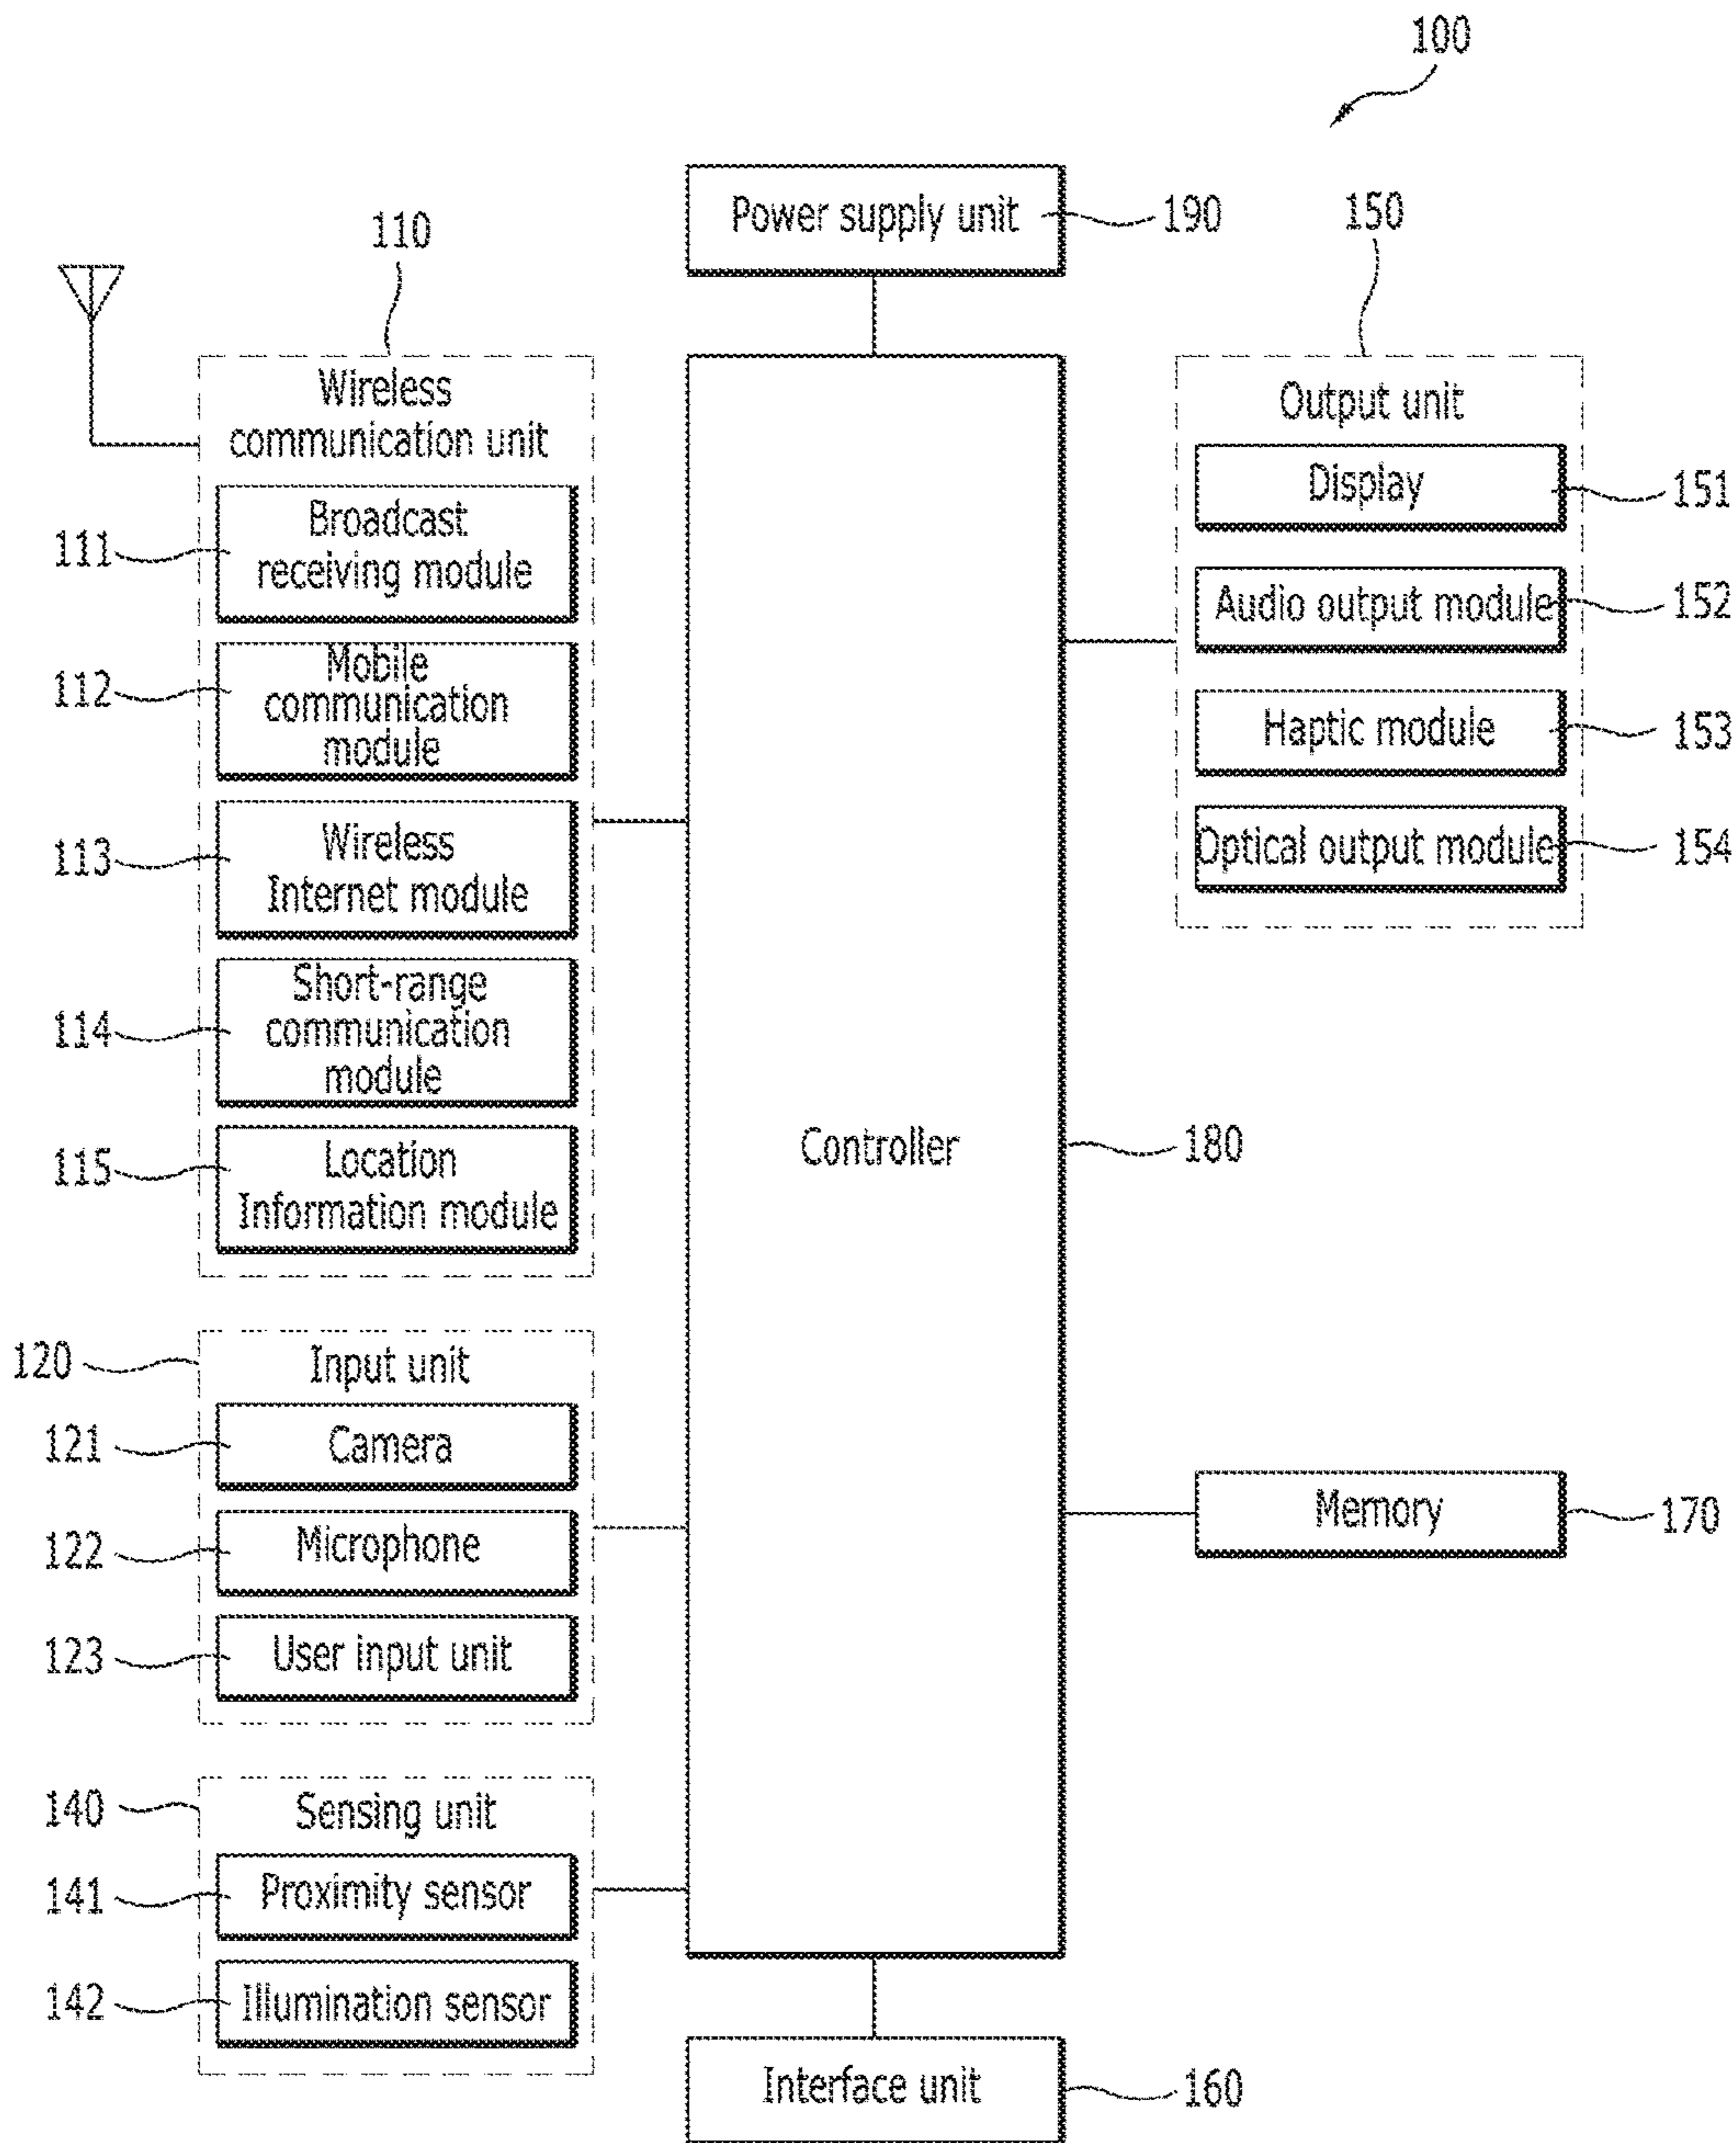 100
Power supply unit
190
150
110
Wireless
communication unit
Output unit
Display
151
Broadcast
receiving module
111
Audio output module
152
Mobile
communication
module
112
Haptic module
153
Wireless
Internet module
113
Optical output module
154
Short-range
communication
module
114
Controller
180
Location
Information module
115
120
Input unit
121
Camera
Memory
170
122
Microphone
123
User input unit
140
Sensing unit
141
Proximity sensor
142
Illumination sensor
Interface unit
160